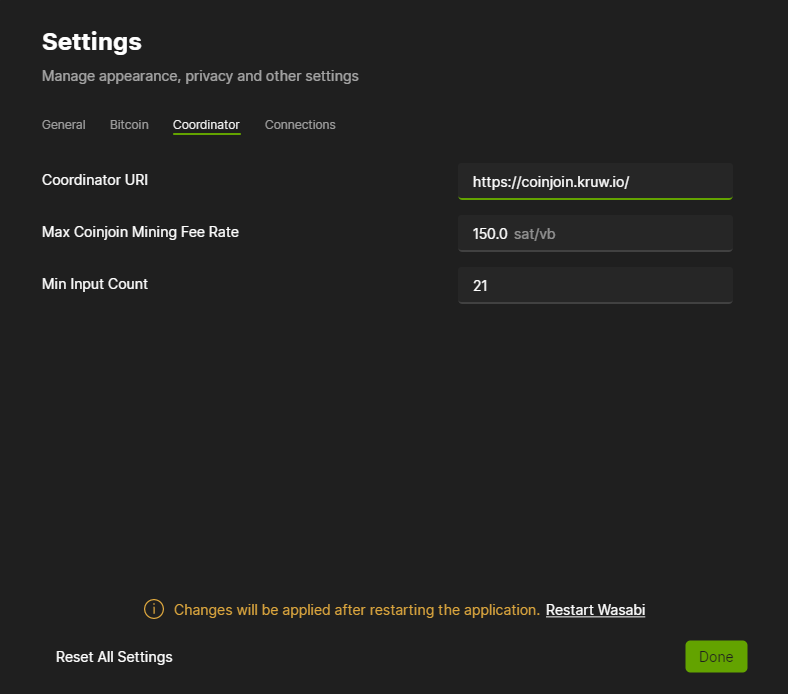 Settings
Manage appearance, privacy and other settings
General Bitcoin Coordinator Connections
Coordinator URI https://coinjoin.kruw.io/
Max Coinjoin Mining Fee Rate 150.0 sat/vb
Min Input Count 21
Changes will be applied after restarting the application. Restart Wasabi
Reset All Settings Done